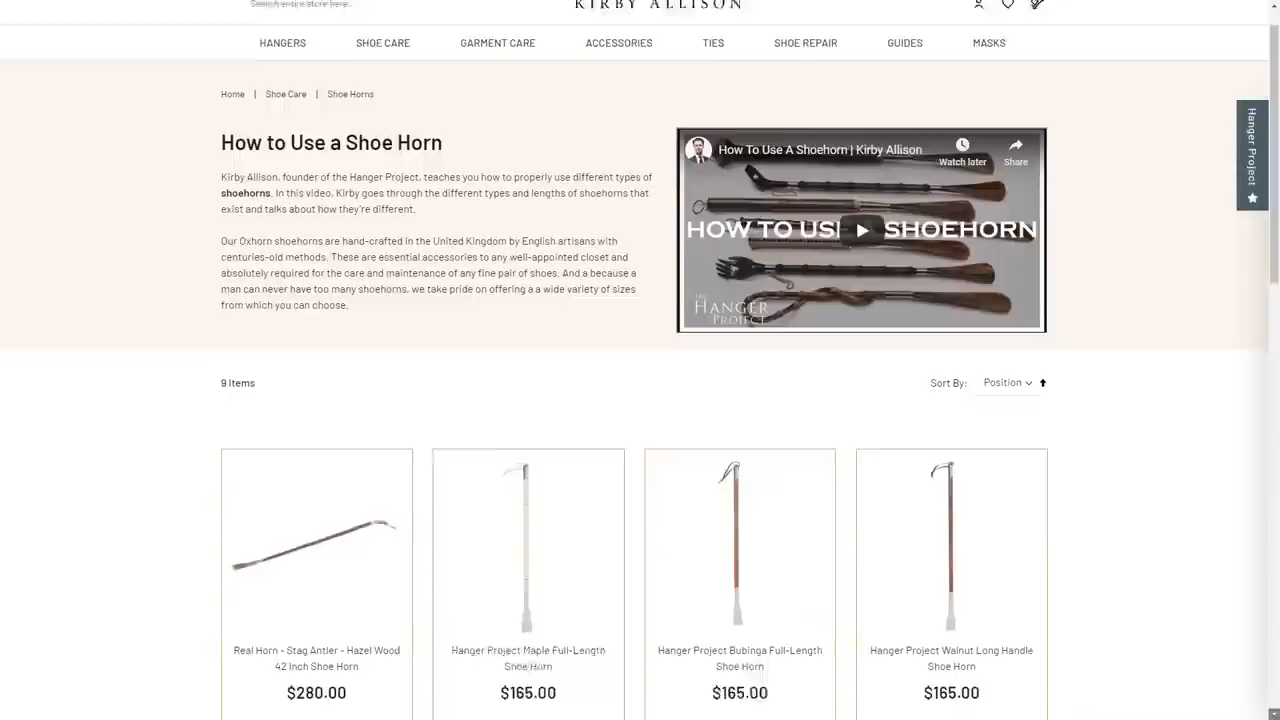 Search entire store here...
KIRBY ALLISON
HANGERS
SHOE CARE
GARMENT CARE
ACCESSORIES
TIES
SHOE REPAIR
GUIDES
MASKS
Home | Shoe Care | Shoe Horns
How to Use a Shoe Horn
Kirby Allison, founder of the Hanger Project, teaches you how to properly use different types of
shoehorns. In this video, Kirby goes through the different types and lengths of shoehorns that
exist and talks about how they're different.
Our Oxhorn shoehorns are hand-crafted in the United Kingdom by English artisans with
centuries-old methods. These are essential accessories to any well-appointed closet and
absolutely required for the care and maintenance of any fine pair of shoes. And a because a
man can never have too many shoehorns, we take pride on offering a a wide variety of sizes
from which you can choose.
How To Use A Shoehorn | Kirby Allison
Watch later
Share
HOW TO USE SHOEHORN
THE
HANGER
PROJECT
Hanger Project
9 Items
Sort By: Position
Real Horn - Stag Antler - Hazel Wood
42 Inch Shoe Horn
$280.00
Hanger Project Maple Full-Length
Shoe Horn
$165.00
Hanger Project Bubinga Full-Length
Shoe Horn
$165.00
Hanger Project Walnut Long Handle
Shoe Horn
$165.00